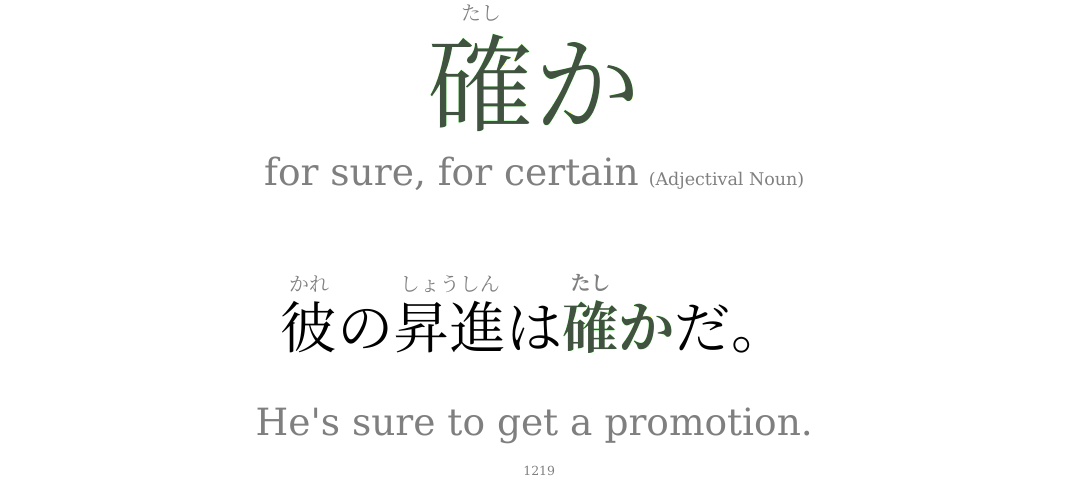 たし
確か
for sure, for certain (Adjectival Noun)
かれ しょうしん たし
彼の昇進は確かだ。
He's sure to get a promotion.
1219